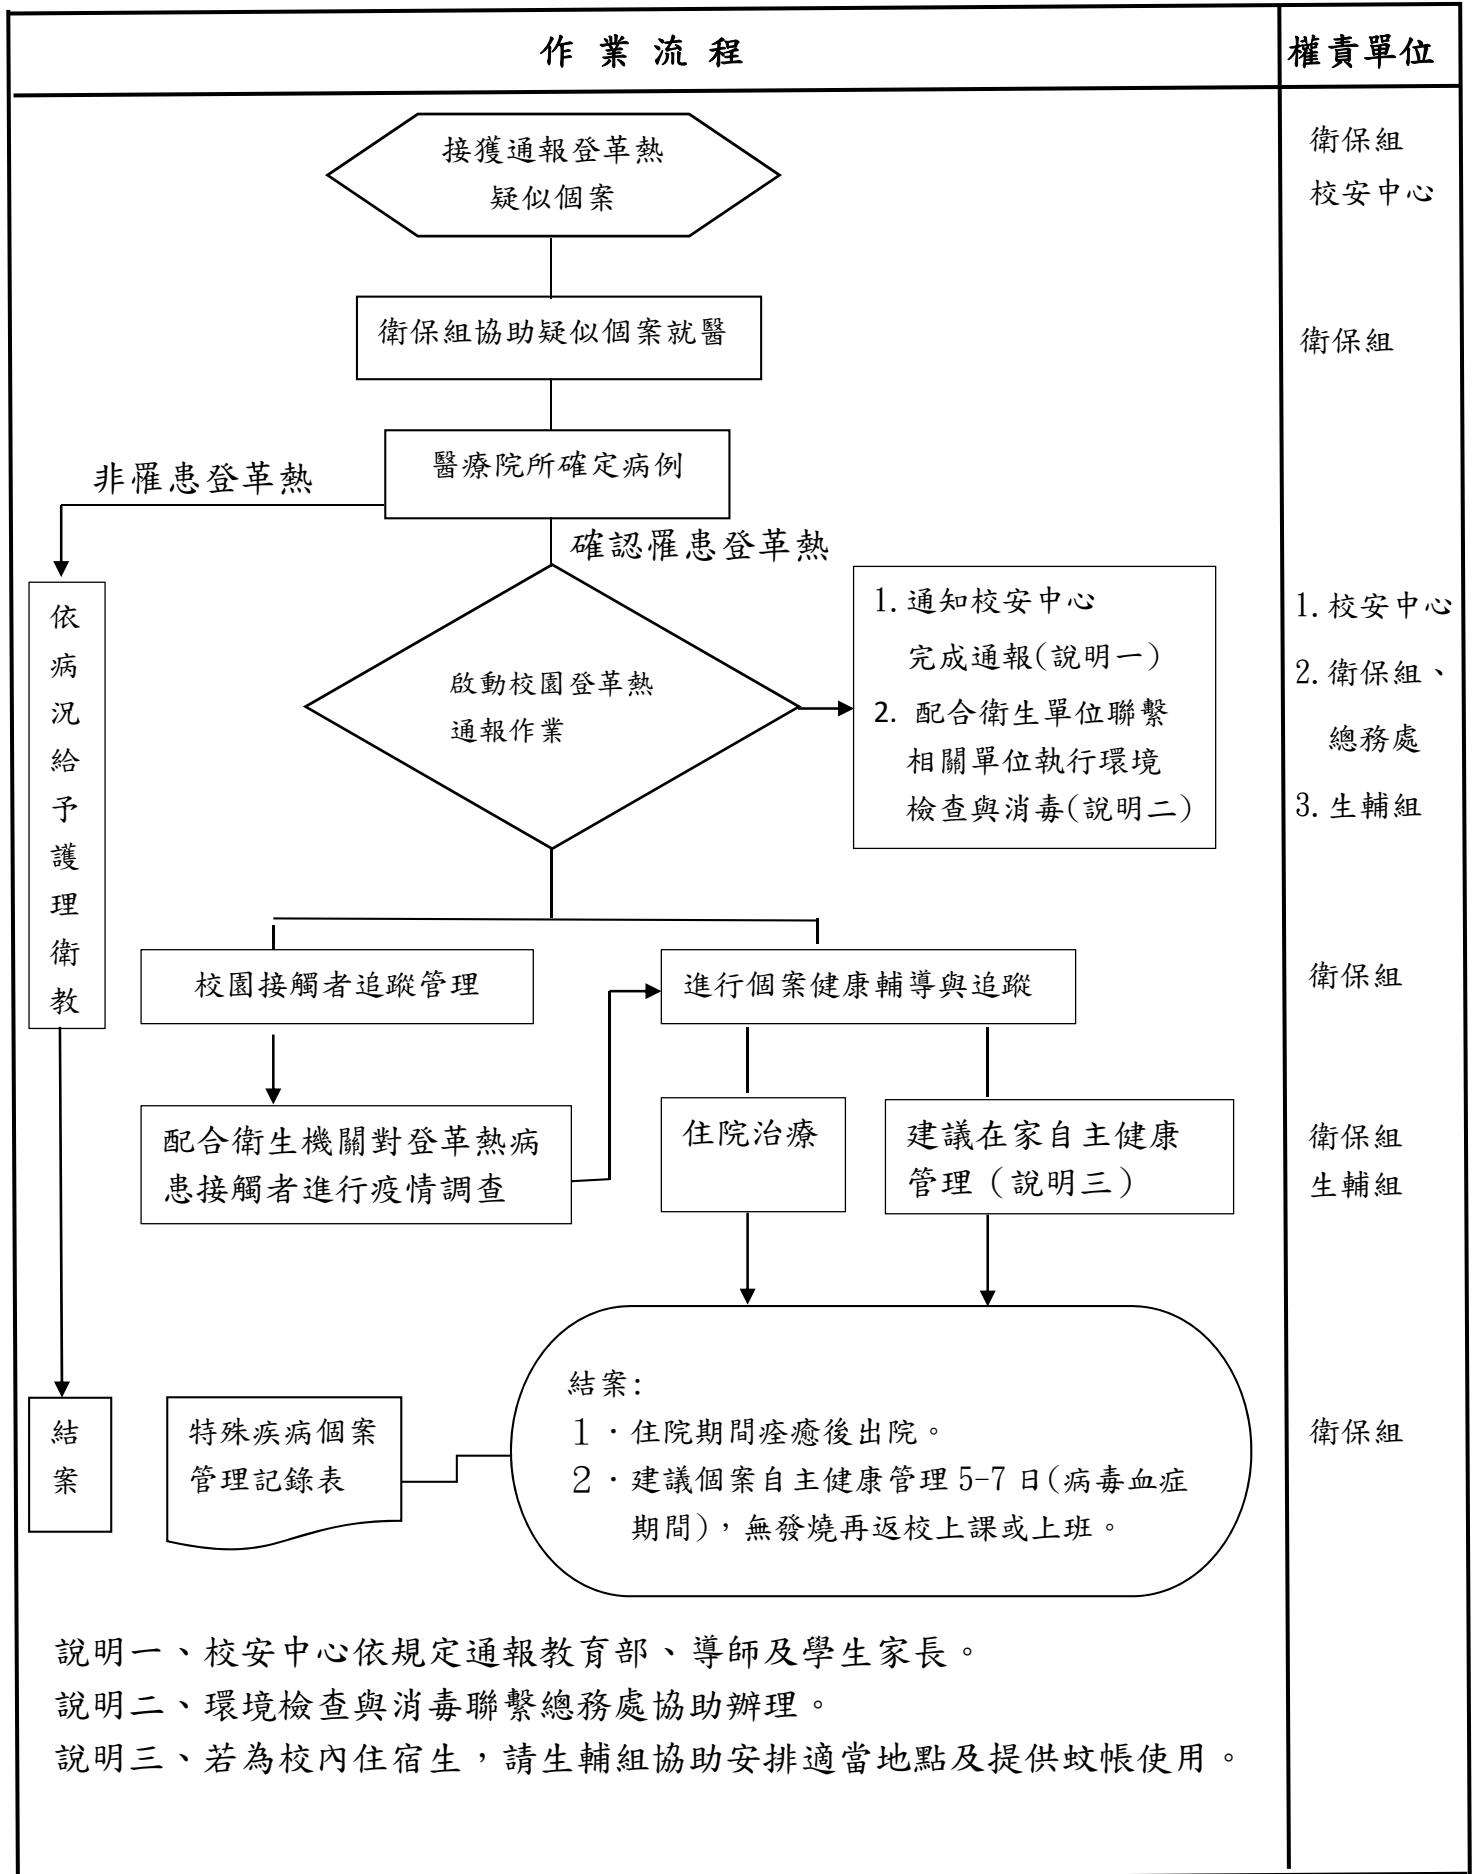 作 業 流 程
權責單位
接獲通報登革熱
疑似個案
衛保組
校安中心
衛保組協助疑似個案就醫
衛保組
醫療院所確定病例
非罹患登革熱
確認罹患登革熱
依病況給予護理衛教
啟動校園登革熱
通報作業
1.通知校安中心
完成通報(說明一)
2. 配合衛生單位聯繫
相關單位執行環境
檢查與消毒(說明二)
1.校安中心
2.衛保組、
總務處
3.生輔組
校園接觸者追蹤管理
進行個案健康輔導與追蹤
衛保組
配合衛生機關對登革熱病
患接觸者進行疫情調查
住院治療
建議在家自主健康
管理（說明三）
衛保組
生輔組
結案
特殊疾病個案
管理記錄表
結案:
１．住院期間痊癒後出院。
２．建議個案自主健康管理 5-7 日(病毒血症
期間)，無發燒再返校上課或上班。
衛保組
說明一、校安中心依規定通報教育部、導師及學生家長。
說明二、環境檢查與消毒聯繫總務處協助辦理。
說明三、若為校內住宿生，請生輔組協助安排適當地點及提供蚊帳使用。